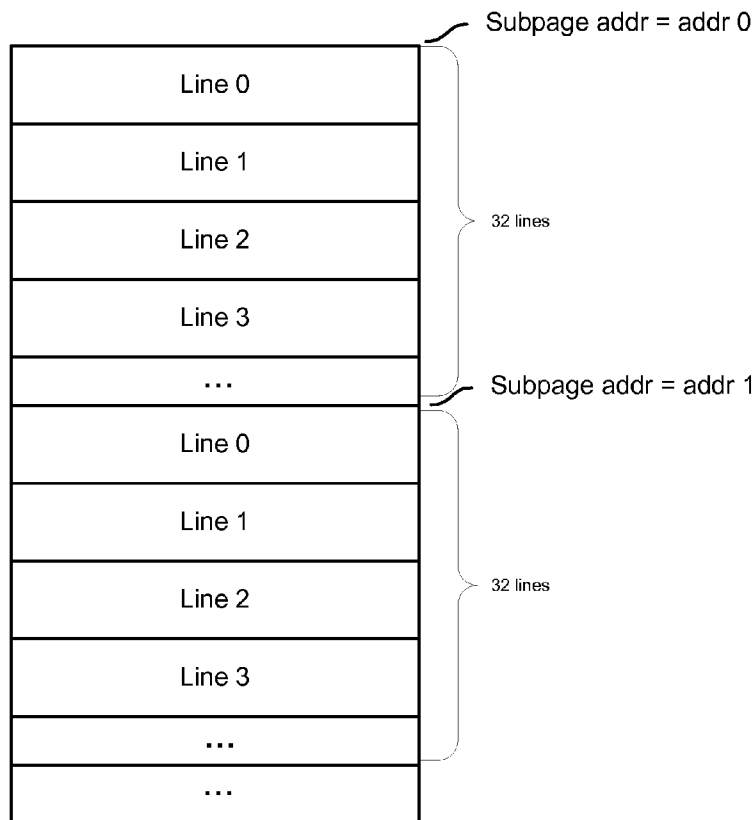 Subpage addr = addr 0
Line 0
Line 1
Line 2
32 lines
Line 3
...
Subpage addr = addr 1
Line 0
Line 1
Line 2
32 lines
Line 3
...
...